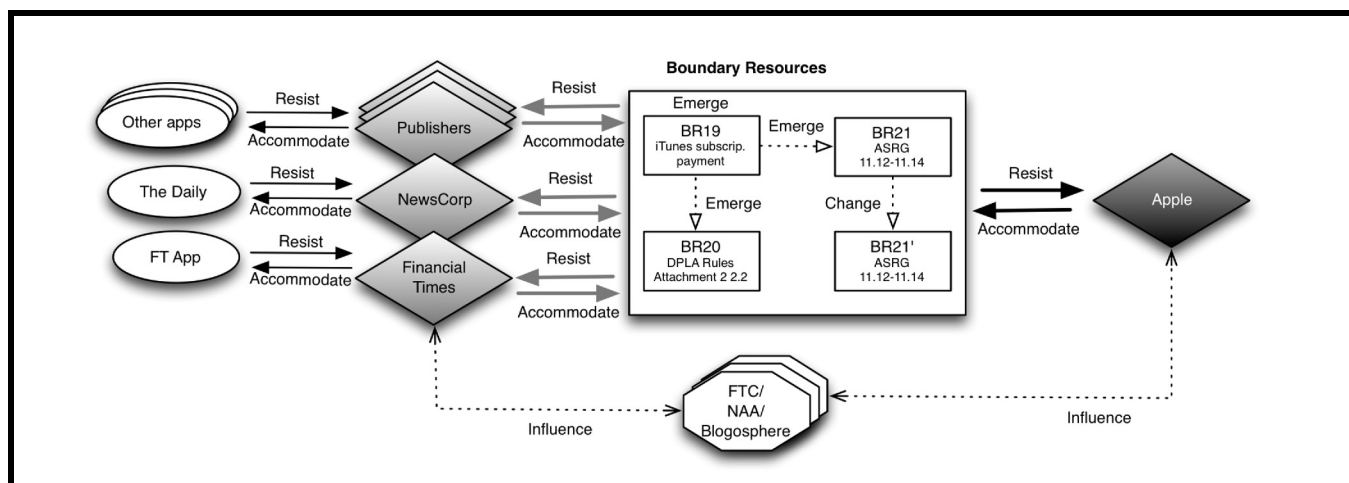 Boundary Resources
Other apps
Resist
Accommodate
Publishers
Resist
Accommodate
The Daily
Resist
Accommodate
NewsCorp
Resist
Accommodate
FT App
Resist
Accommodate
Financial
Times
Resist
Accommodate
Emerge
BR19
iTunes subscrip.
payment
Emerge
BR21
ASRG
11.12-11.14
Emerge
Change
BR20
DPLA Rules
Attachment 2 2.2
BR21'
ASRG
11.12-11.14
Resist
Accommodate
Apple
FTC/
NAA/
Blogosphere
Influence
Influence